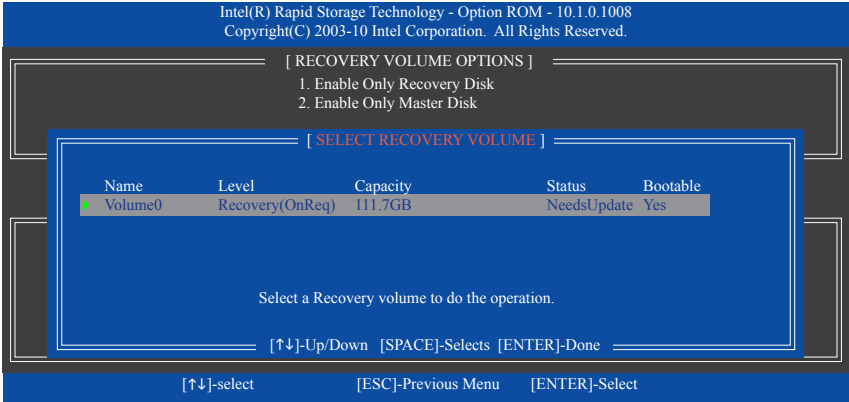 Intel(R) Rapid Storage Technology - Option ROM - 10.1.0.1008
Copyright(C) 2003-10 Intel Corporation. All Rights Reserved.
[ RECOVERY VOLUME OPTIONS ]
1. Enable Only Recovery Disk
2. Enable Only Master Disk
[ SELECT RECOVERY VOLUME ]
Name Level Capacity Status Bootable
Volume0 Recovery(OnReq) 111.7GB NeedsUpdate Yes
Select a Recovery volume to do the operation.
[↑↓]-Up/Down [SPACE]-Selects [ENTER]-Done
[↑↓]-select [ESC]-Previous Menu [ENTER]-Select